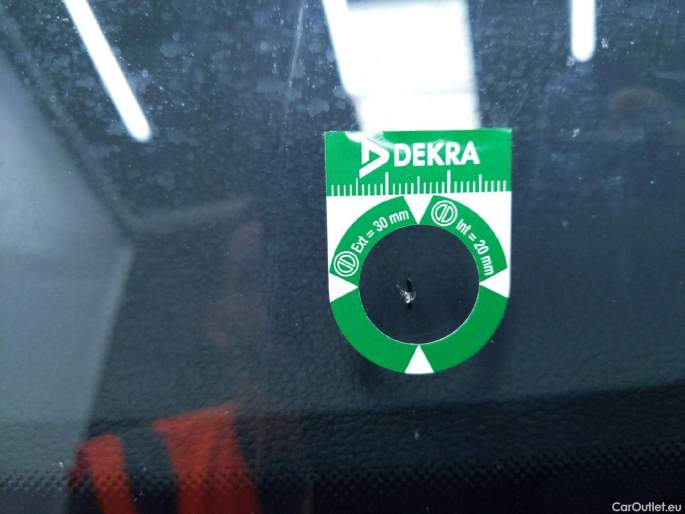 DEKRA
Ext = 30 mm
Int = 20 mm
CarOutlet.eu